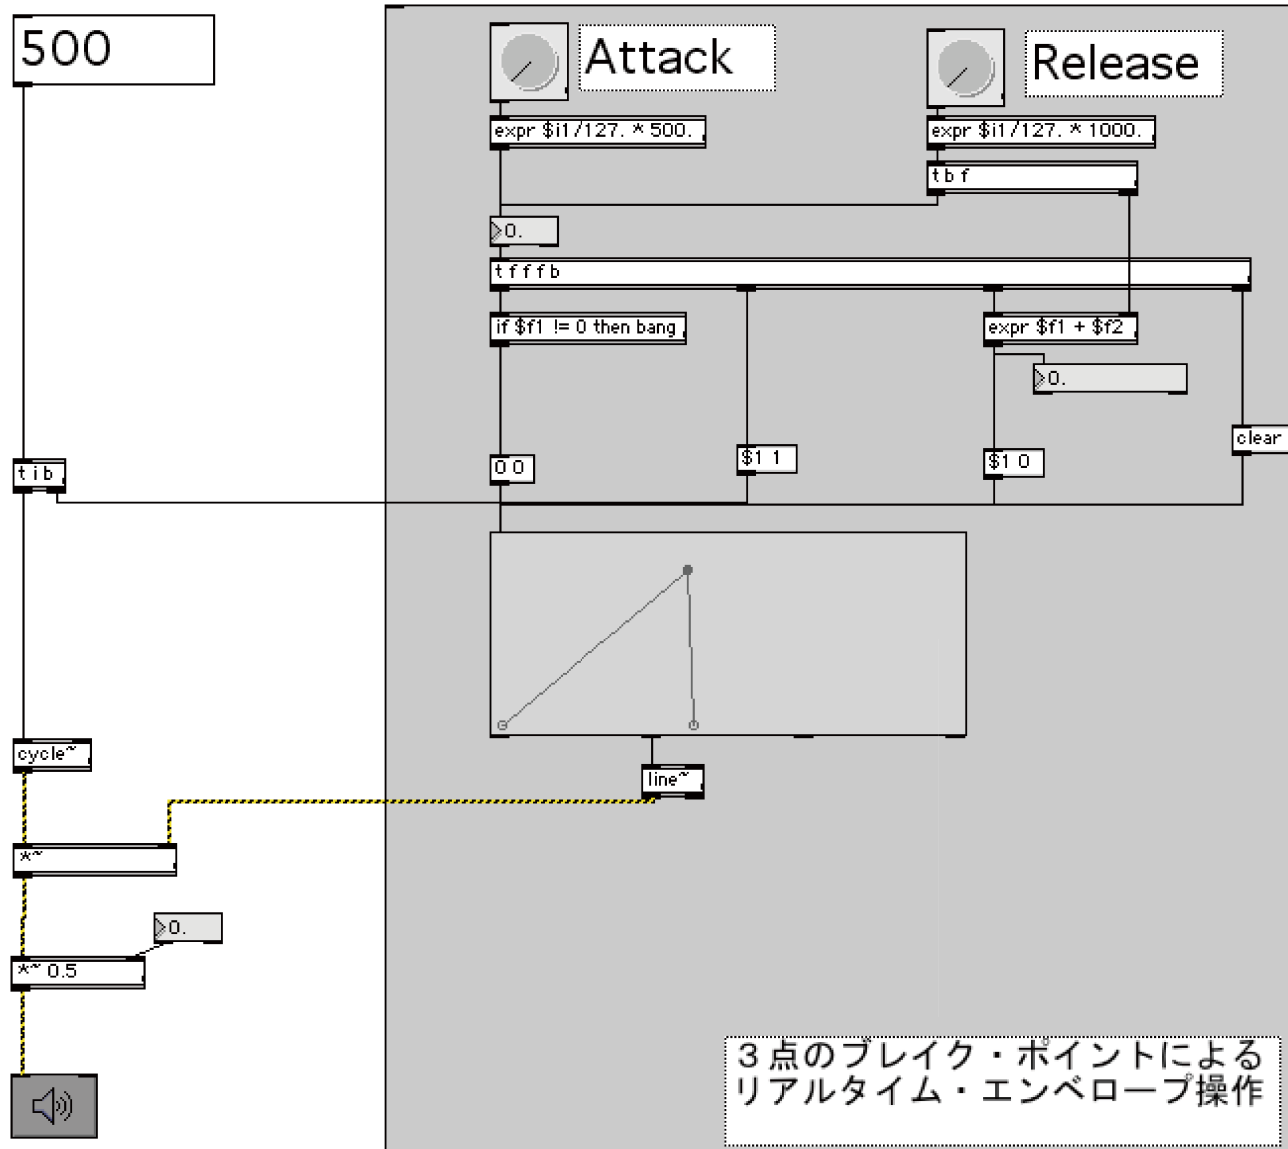 500
Attack
Release
expr $i1/127. * 500.
expr $i1/127. * 1000.
t b f
0.
t f f f b
if $f1 != 0 then bang
expr $f1 + $f2
0.
clear
t i b
0 0
$1 1
$1 0
cycle~
line~
*~
0.
*~ 0.5
3点のブレイク・ポイントによる
リアルタイム・エンベロープ操作